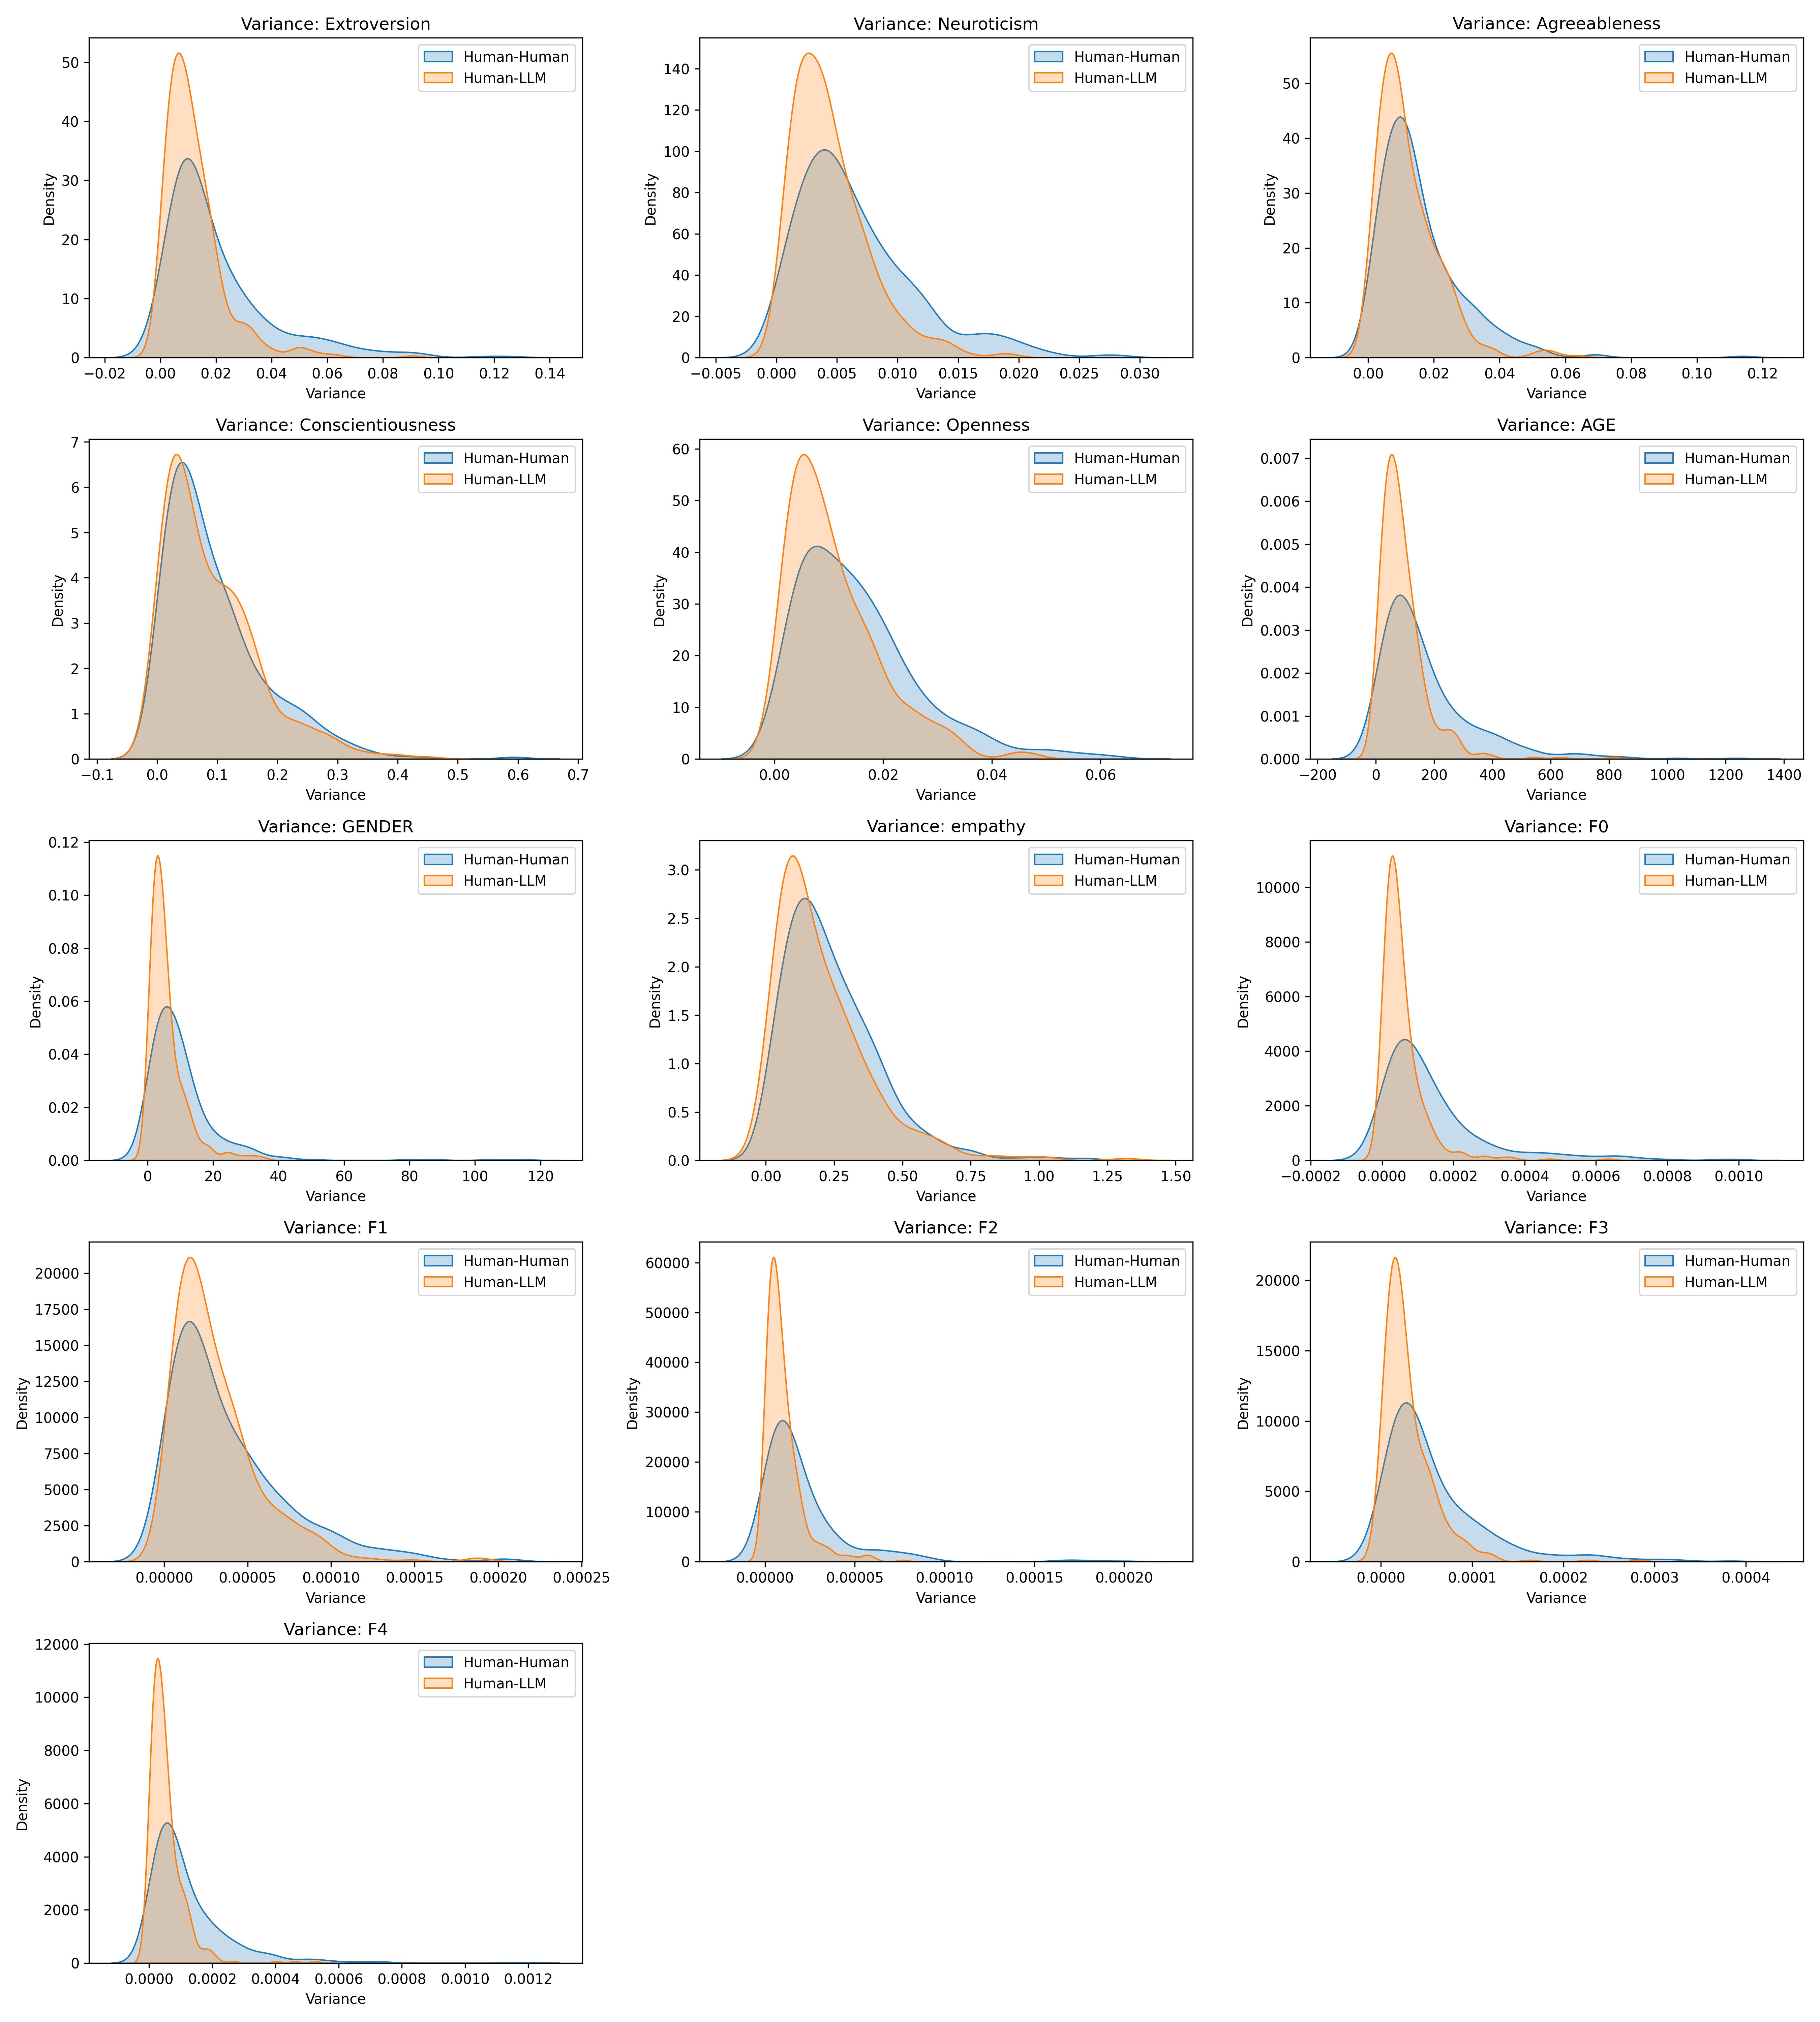 Variance: Extroversion
Density
50
40
30
20
10
0
−0.02 0.00 0.02 0.04 0.06 0.08 0.10 0.12 0.14
Variance
Human-Human
Human-LLM
Variance: Neuroticism
Density
140
120
100
80
60
40
20
0
−0.005 0.000 0.005 0.010 0.015 0.020 0.025 0.030
Variance
Human-Human
Human-LLM
Variance: Agreeableness
Density
50
40
30
20
10
0
0.00 0.02 0.04 0.06 0.08 0.10 0.12
Variance
Human-Human
Human-LLM
Variance: Conscientiousness
Density
7
6
5
4
3
2
1
0
−0.1 0.0 0.1 0.2 0.3 0.4 0.5 0.6 0.7
Variance
Human-Human
Human-LLM
Variance: Openness
Density
60
50
40
30
20
10
0
0.00 0.02 0.04 0.06
Variance
Human-Human
Human-LLM
Variance: AGE
Density
0.007
0.006
0.005
0.004
0.003
0.002
0.001
0.000
−200 0 200 400 600 800 1000 1200 1400
Variance
Human-Human
Human-LLM
Variance: GENDER
Density
0.12
0.10
0.08
0.06
0.04
0.02
0.00
0 20 40 60 80 100 120
Variance
Human-Human
Human-LLM
Variance: empathy
Density
3.0
2.5
2.0
1.5
1.0
0.5
0.0
0.00 0.25 0.50 0.75 1.00 1.25 1.50
Variance
Human-Human
Human-LLM
Variance: F0
Density
10000
8000
6000
4000
2000
0
−0.0002 0.0000 0.0002 0.0004 0.0006 0.0008 0.0010
Variance
Human-Human
Human-LLM
Variance: F1
Density
20000
17500
15000
12500
10000
7500
5000
2500
0
0.00000 0.00005 0.00010 0.00015 0.00020 0.00025
Variance
Human-Human
Human-LLM
Variance: F2
Density
60000
50000
40000
30000
20000
10000
0
0.00000 0.00005 0.00010 0.00015 0.00020
Variance
Human-Human
Human-LLM
Variance: F3
Density
20000
15000
10000
5000
0
0.0000 0.0001 0.0002 0.0003 0.0004
Variance
Human-Human
Human-LLM
Variance: F4
Density
12000
10000
8000
6000
4000
2000
0
0.0000 0.0002 0.0004 0.0006 0.0008 0.0010 0.0012
Variance
Human-Human
Human-LLM